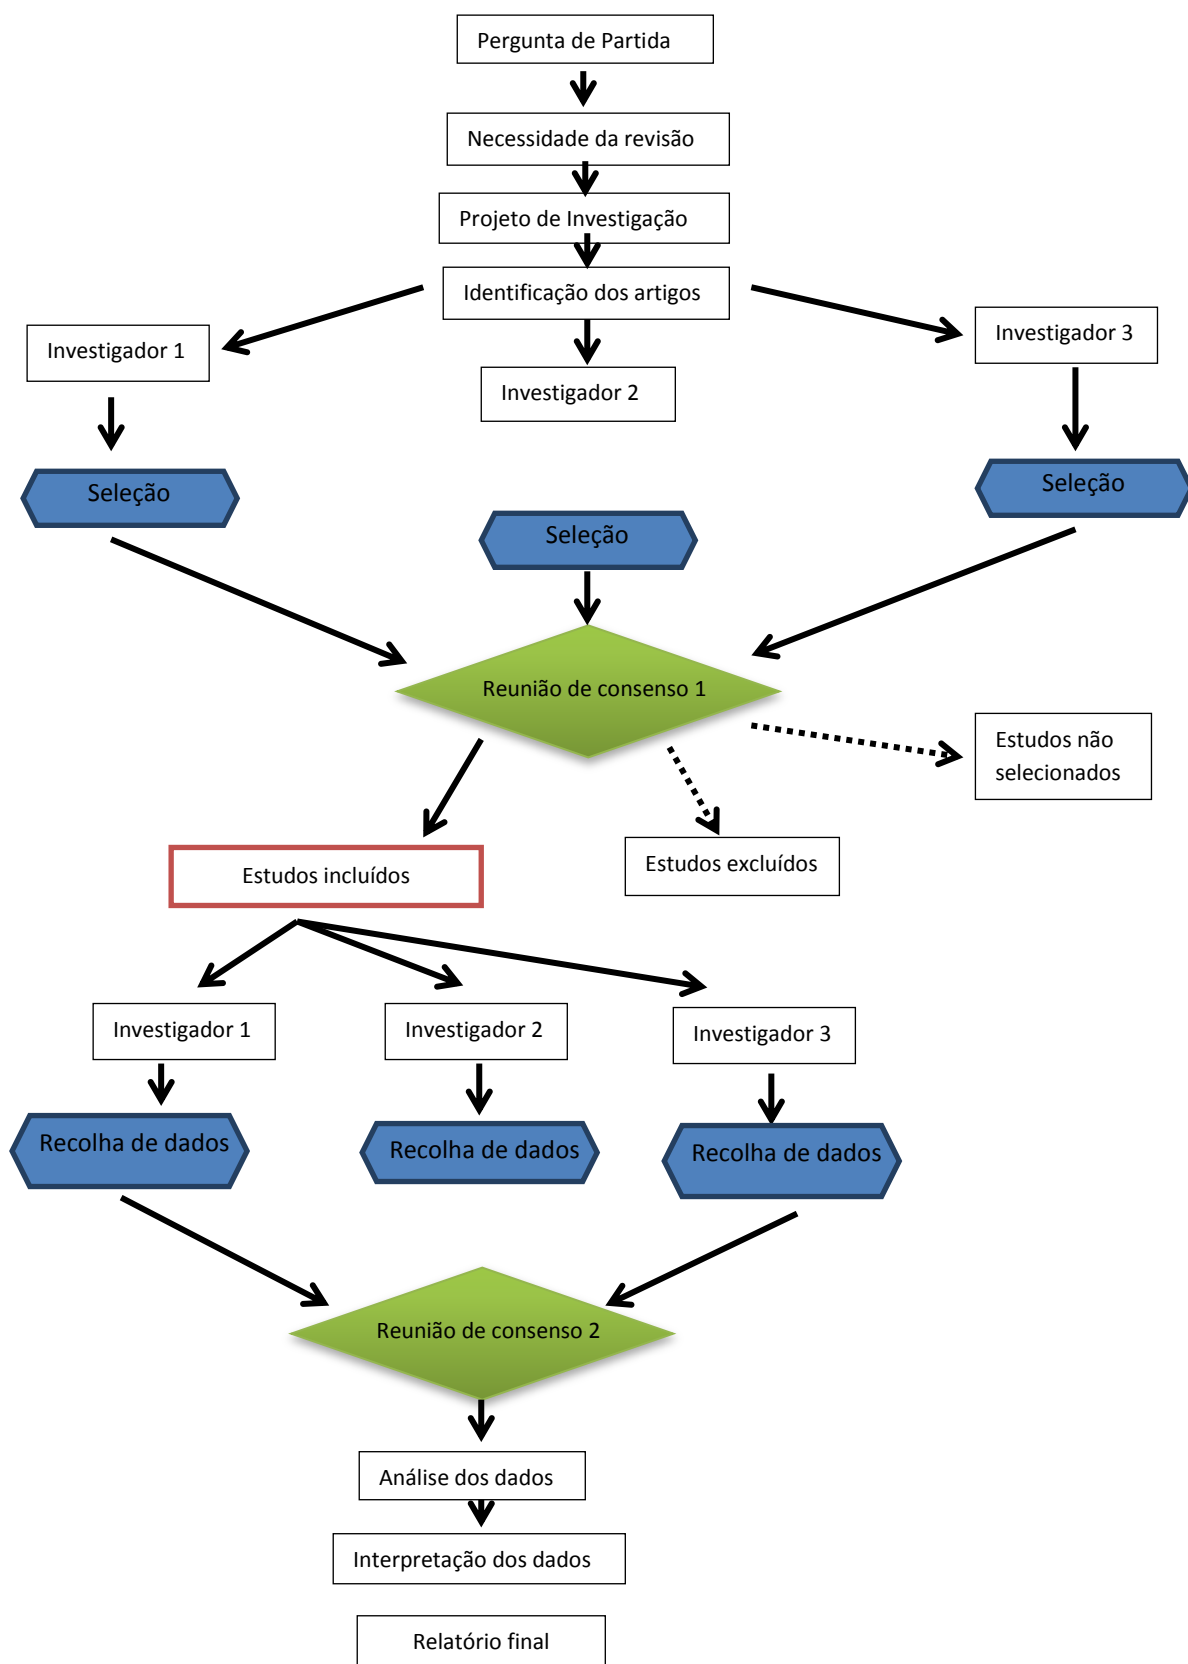 Pergunta de Partida
Necessidade da revisão
Projeto de Investigação
Identificação dos artigos
Investigador 1
Investigador 2
Investigador 3
Seleção
Seleção
Seleção
Reunião de consenso 1
Estudos não
selecionados
Estudos incluídos
Estudos excluídos
Investigador 1
Investigador 2
Investigador 3
Recolha de dados
Recolha de dados
Recolha de dados
Reunião de consenso 2
Análise dos dados
Interpretação dos dados
Relatório final